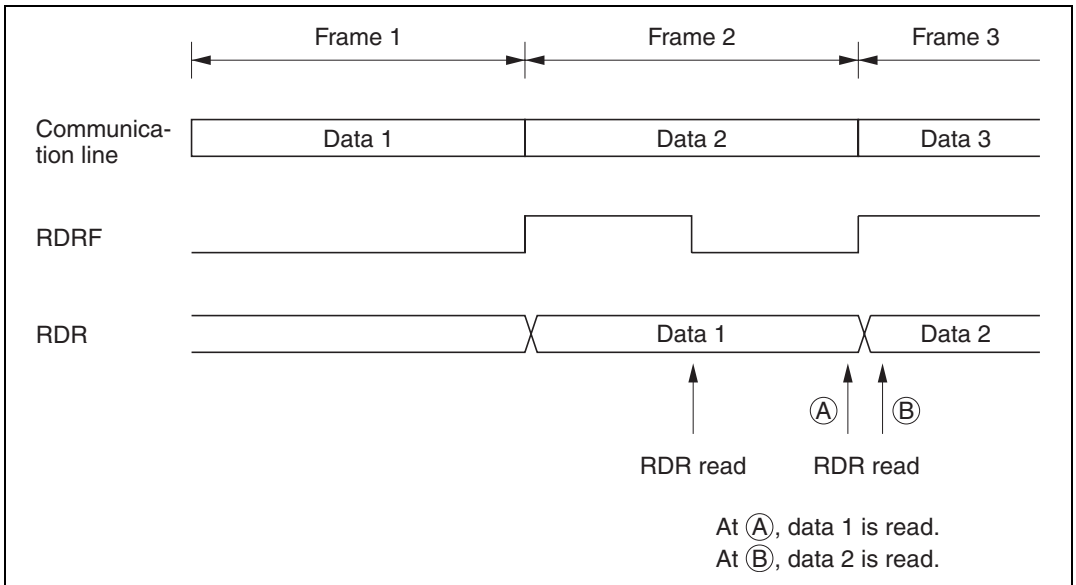 Frame 1 Frame 2 Frame 3
Communica-
tion line
Data 1 Data 2 Data 3
RDRF
RDR
Data 1 Data 2
A B
RDR read RDR read
At A, data 1 is read.
At B, data 2 is read.